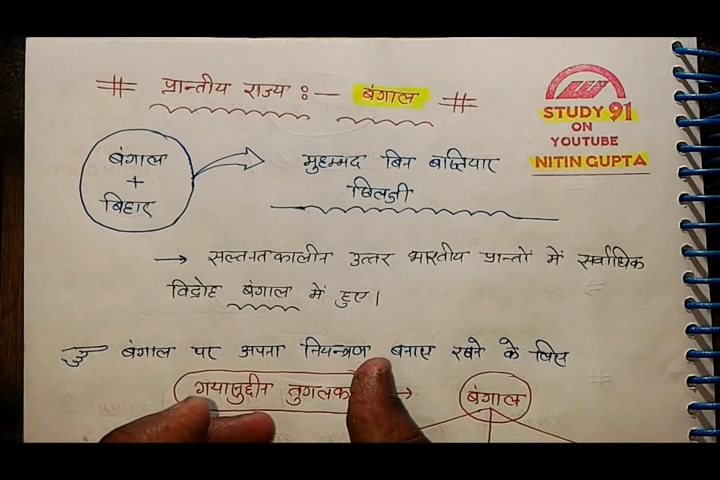 # प्रान्तीय राज्य :- बंगाल #
STUDY 91
ON
YOUTUBE
NITIN GUPTA
बंगाल
+
बिहार
मुहम्मद बिन बख्तियार
खिलजी
→ सल्तनतकालीन उत्तर भारतीय प्रान्तों में सर्वाधिक
विद्रोह बंगाल में हुए।
बंगाल पर अपना नियन्त्रण बनाए रखने के लिए
गयासुद्दीन तुगलक → बंगाल